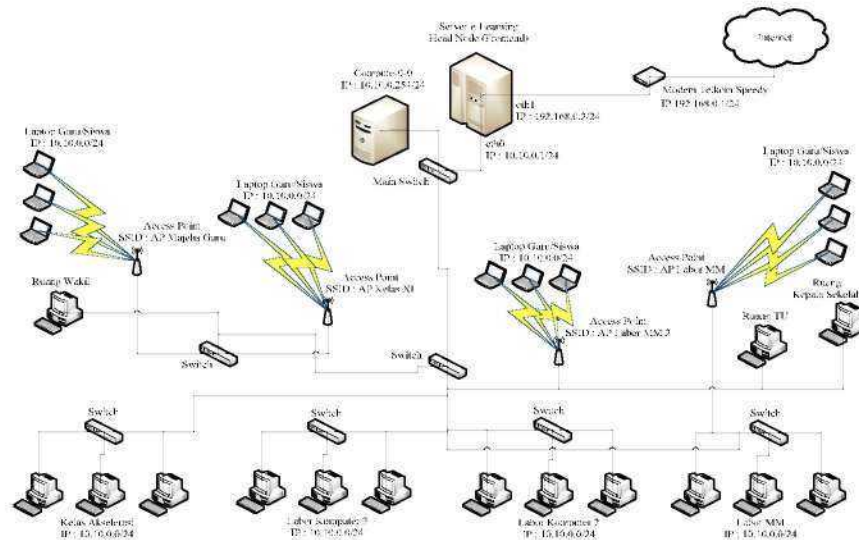 Server e-Learning
Head Node
Internet
IP : 10.10.0.254/24
eth1
IP : 192.168.0.2/24
Modem Telkom Speedy
IP 192.168.0.1/24
eth0
IP : 10.10.0.1/24
Main Switch
Laptop Guru/Siswa
IP : 10.10.0.0/24
Laptop Guru/Siswa
IP : 10.10.0.0/24
Laptop Guru/Siswa
IP : 10.10.0.0/24
Laptop Guru/Siswa
IP : 10.10.0.0/24
Access Point
SSID : AP Majelis Guru
Access Point
SSID : AP Kelas XI
Access Point
SSID : AP Labor MM 2
Access Point
SSID : AP Labor MM
Ruang Wakil
Ruang TU
Ruang
Kepala Sekolah
Switch
Switch
Switch
Switch
Switch
Switch
Kelas Akselerasi
IP : 10.10.0.0/24
Labor Komputer
IP : 10.10.0.0/24
Labor Komputer 2
IP : 10.10.0.0/24
Labor MM
IP : 10.10.0.0/24